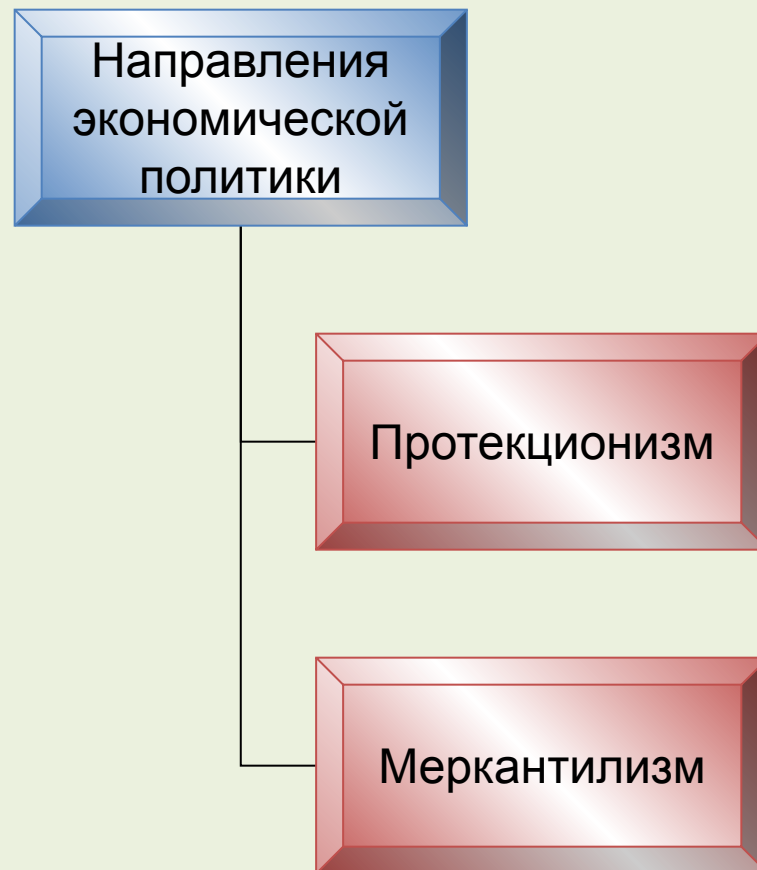 Направления
экономической
политики
Протекционизм
Меркантилизм